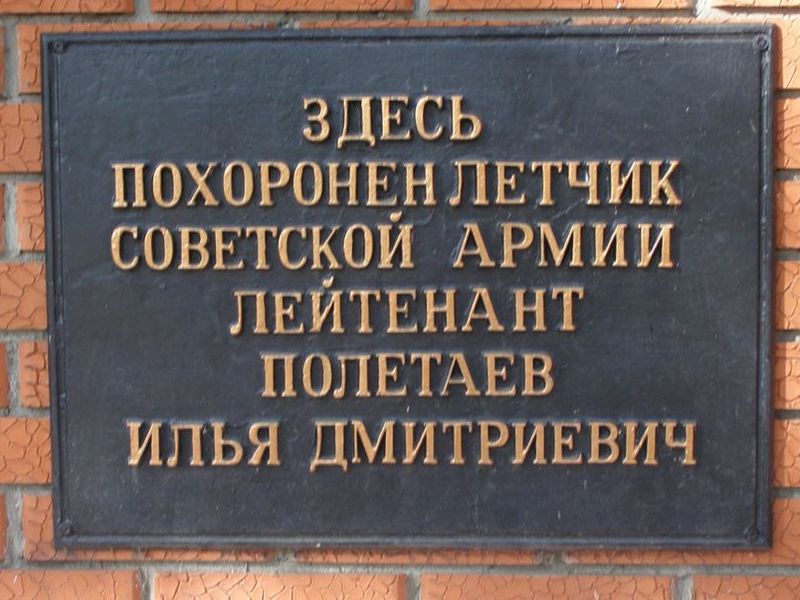 ЗДЕСЬ
ПОХОРОНЕН ЛЕТЧИК
СОВЕТСКОЙ АРМИИ
ЛЕЙТЕНАНТ
ПОЛЕТАЕВ
ИЛЬЯ ДМИТРИЕВИЧ